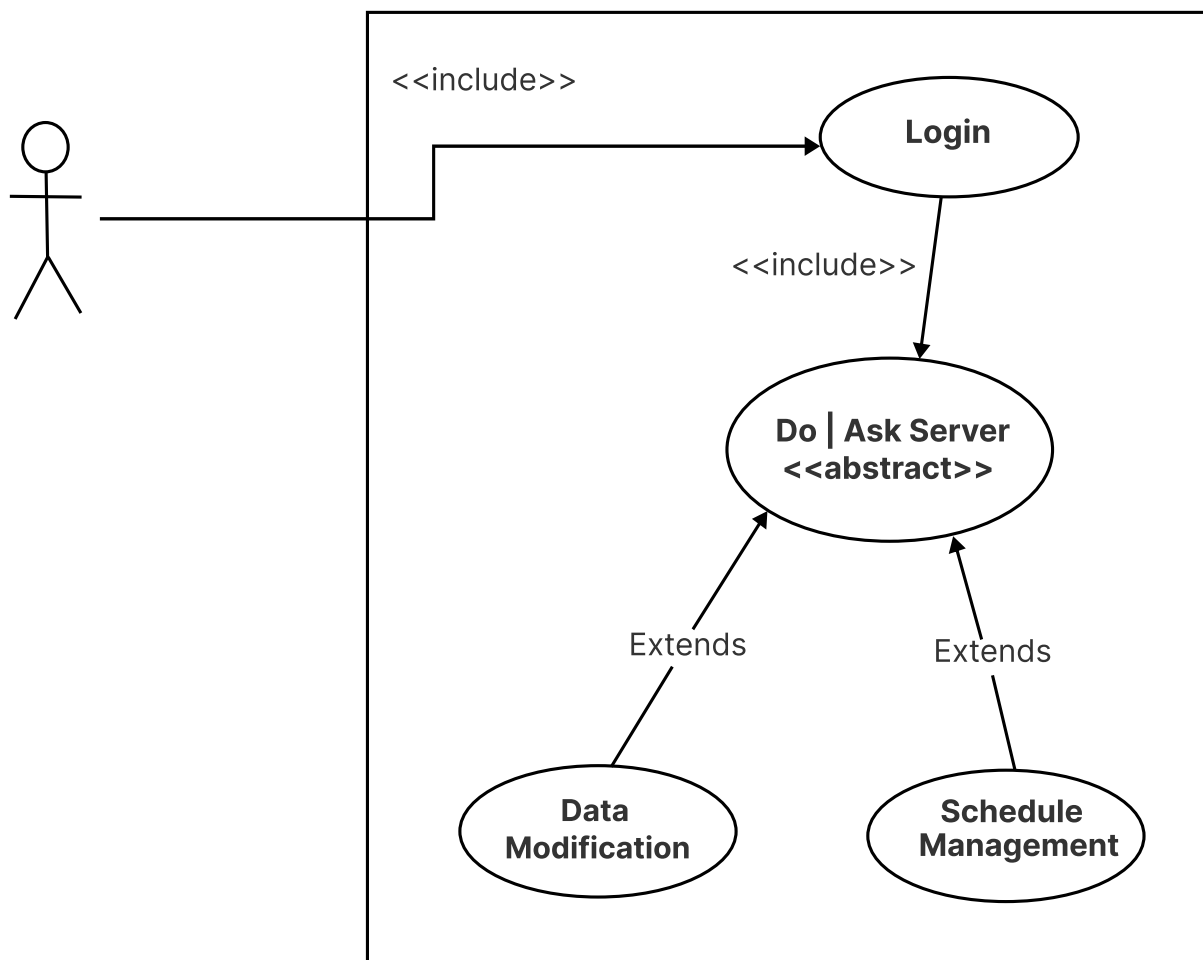 <<include>>
Login
<<include>>
Do | Ask Server
<<abstract>>
Extends
Extends
Data
Modification
Schedule
Management